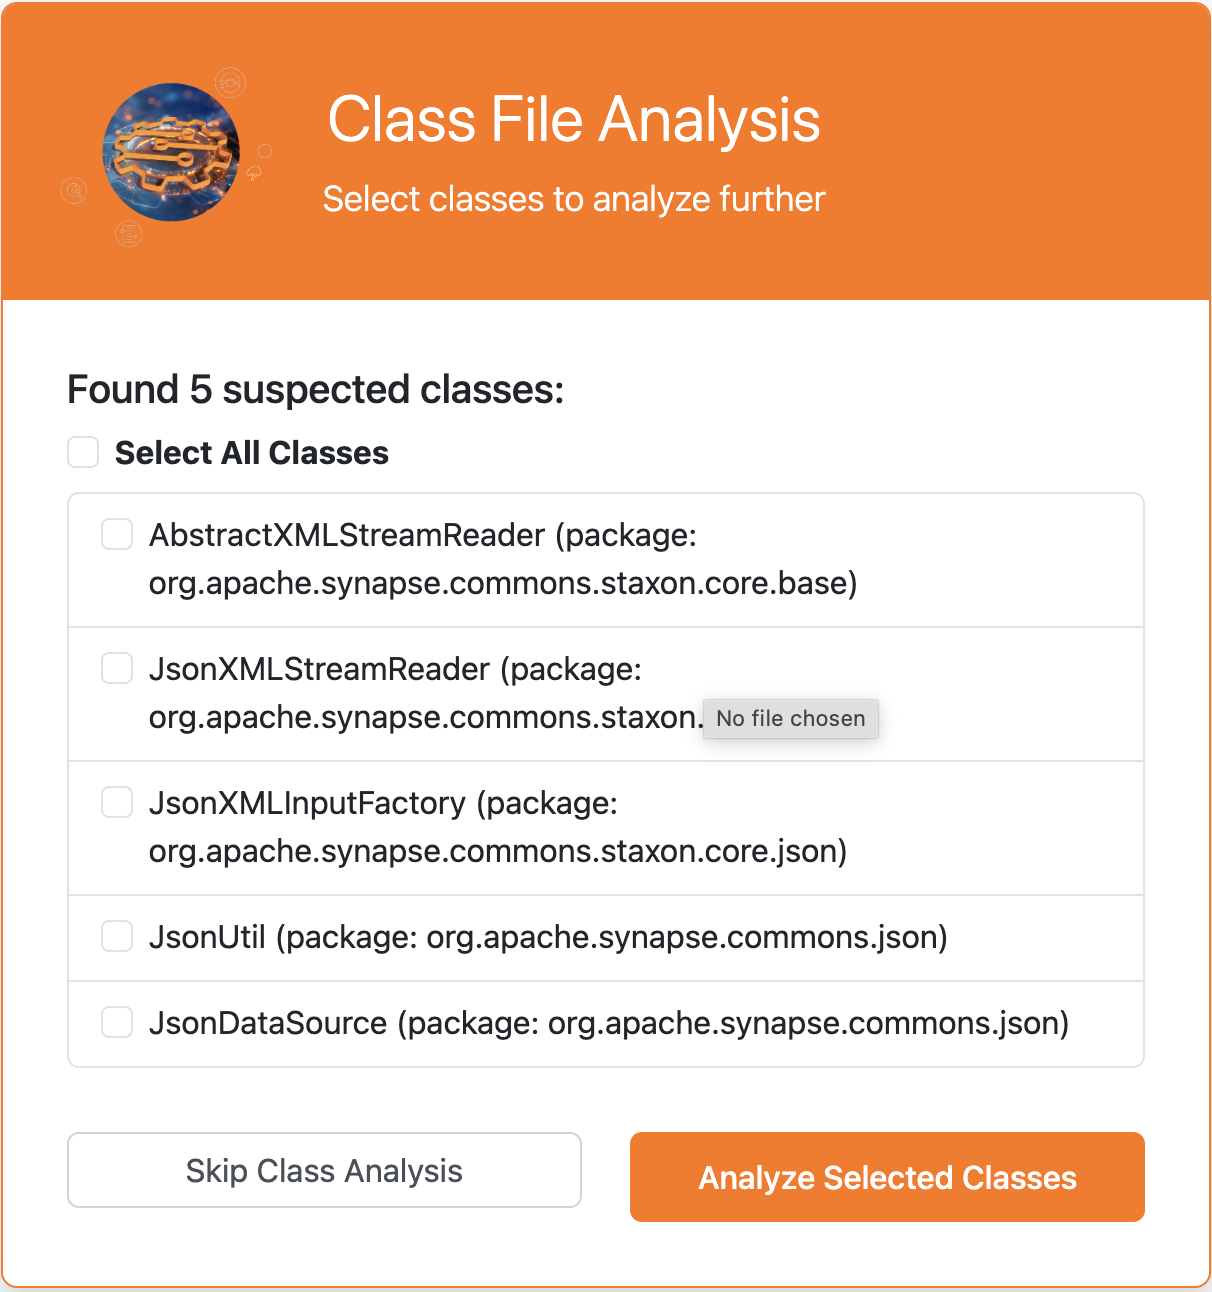 Class File Analysis
Select classes to analyze further
Found 5 suspected classes:
Select All Classes
AbstractXMLStreamReader (package:
org.apache.synapse.commons.staxon.core.base)
JsonXMLStreamReader (package:
org.apache.synapse.commons.staxon.
No file chosen
JsonXMLInputFactory (package:
org.apache.synapse.commons.staxon.core.json)
JsonUtil (package: org.apache.synapse.commons.json)
JsonDataSource (package: org.apache.synapse.commons.json)
Skip Class Analysis
Analyze Selected Classes